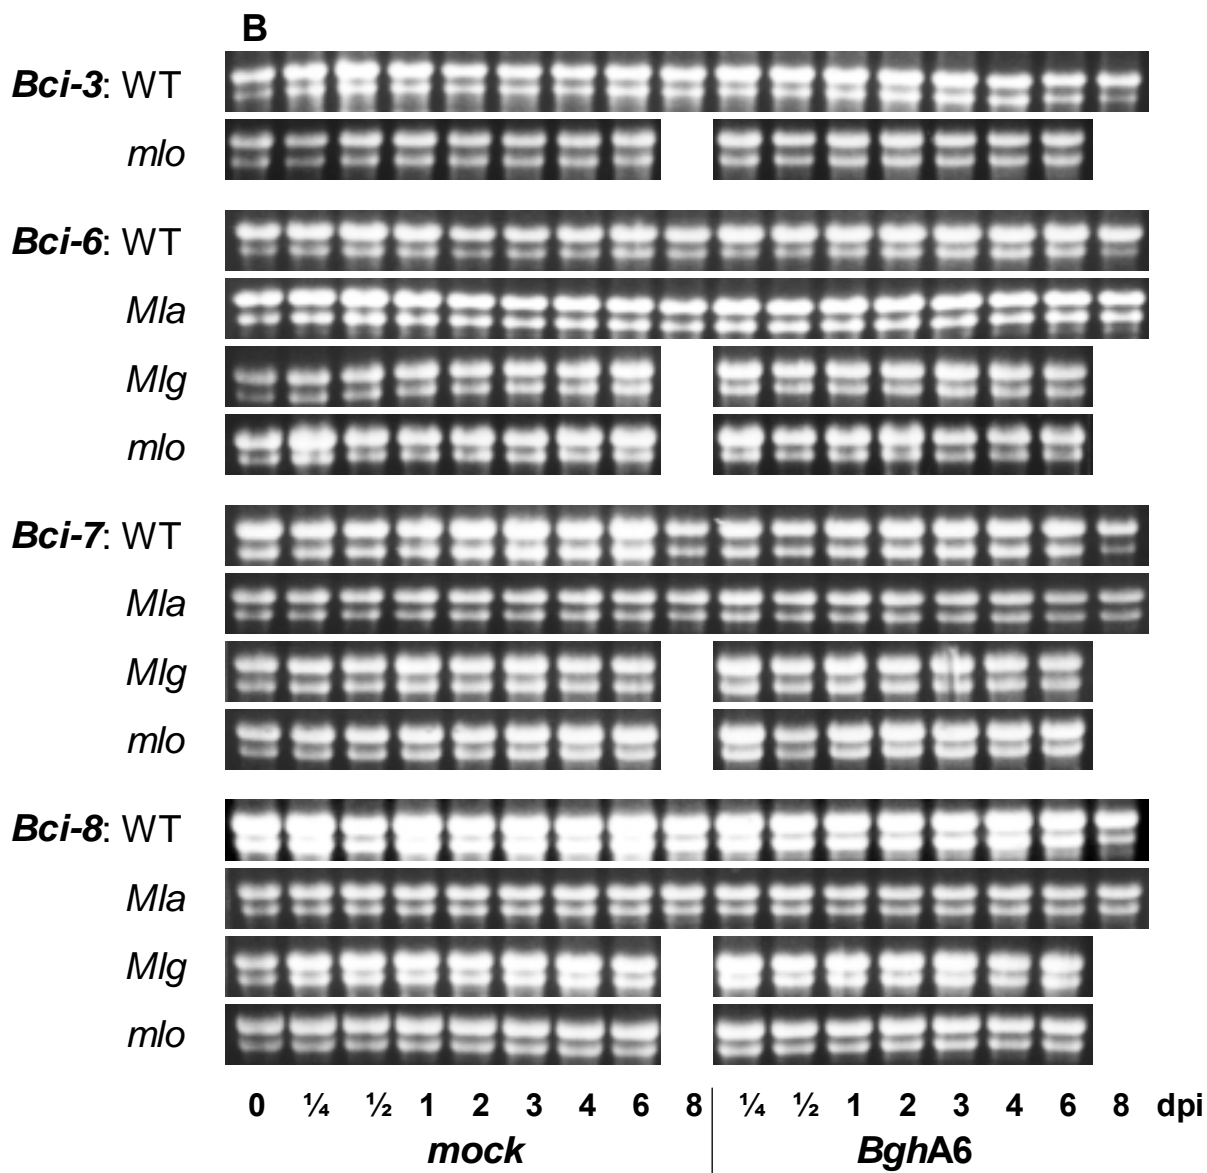 B
Bci-3: WT
mlo
Bci-6: WT
Mla
Mlg
mlo
Bci-7: WT
Mla
Mlg
mlo
Bci-8: WT
Mla
Mlg
mlo
0 ¼ ½ 1 2 3 4 6 8 ¼ ½ 1 2 3 4 6 8 dpi
mock BghA6